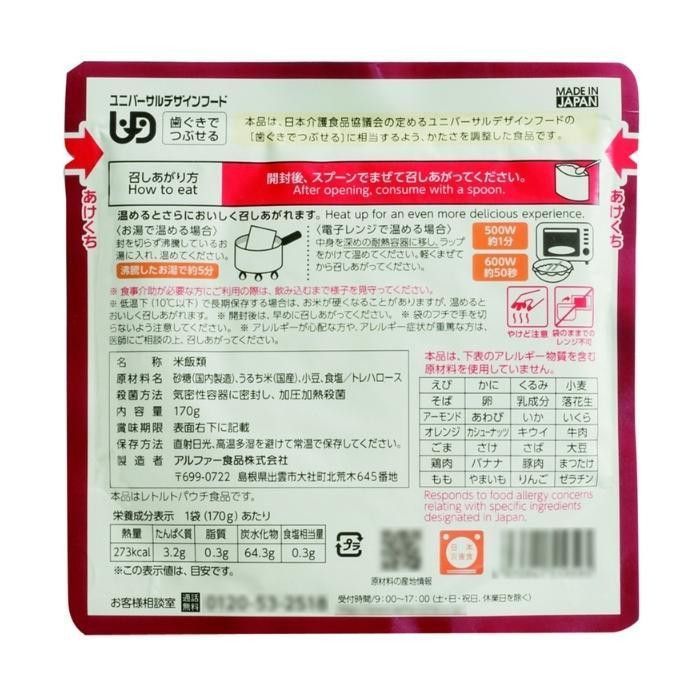 ユニバーサルデザインフード
UD 歯ぐきでつぶせる
本品は、日本介護食品協議会の定めるユニバーサルデザインフードの
[歯ぐきでつぶせる]に相当するよう、かたさを調整した食品です。
MADE IN
JAPAN
あけくち
あけくち
召しあがり方
How to eat
開封後、スプーンでまぜて召しあがってください。
After opening, consume with a spoon.
温めるとさらにおいしく召しあがれます。Heat up for an even more delicious experience.
〈お湯で温める場合〉
封を切らず沸騰しているお
湯に入れ、温めてください。
沸騰したお湯で約5分
〈電子レンジで温める場合〉
中身を深めの耐熱容器に移し、ラップ
をかけて温めてください。軽くまぜて
から召しあがってください。
500W
約1分
600W
約50秒
※ 食事介助が必要な方にご利用の際は、飲み込むまで様子を見守ってください。
※ 低温下(10℃以下)で長期保存する場合は、お米が硬くなることがありますが、温めると
おいしく召しあがれます。 ※ 開封後は、早めに召しあがってください。 ※ 袋のフチで手を切
らないよう注意してください。 ※ アレルギーが心配な方や、アレルギー症状が重篤な方は、
医師にご相談の上、召しあがってください。
やけど注意
袋のままでの
レンジ不可
名 称 米飯類
原材料名 砂糖(国内製造)、うるち米(国産)、小豆、食塩/トレハロース
殺菌方法 気密性容器に密封し、加圧加熱殺菌
内 容 量 170g
賞味期限 表面右下に記載
保存方法 直射日光、高温多湿を避けて常温で保存してください。
製 造 者 アルファー食品株式会社
〒699-0722 島根県出雲市大社町北荒木645番地
本品はレトルトパウチ食品です。
栄養成分表示 1袋(170g)あたり
熱量 たんぱく質 脂質 炭水化物 食塩相当量
273kcal 3.2g 0.3g 64.3g 0.3g
※この表示値は、目安です。
プラ
本品は、下表のアレルギー物質を含む
原材料を使用していません。
えび かに くるみ 小麦
そば 卵 乳成分 落花生
アーモンド あわび いか いくら
オレンジ カシューナッツ キウイ 牛肉
ごま さけ さば 大豆
鶏肉 バナナ 豚肉 まつたけ
もも やまいも りんご ゼラチン
Responds to food allergy concerns
relating with specific ingredients
designated in Japan.
日本
災害食
原材料の産地情報
お客様相談室 通話無料 0120-53-2518 受付時間/9:00〜17:00 (土・日・祝日、休業日を除く)